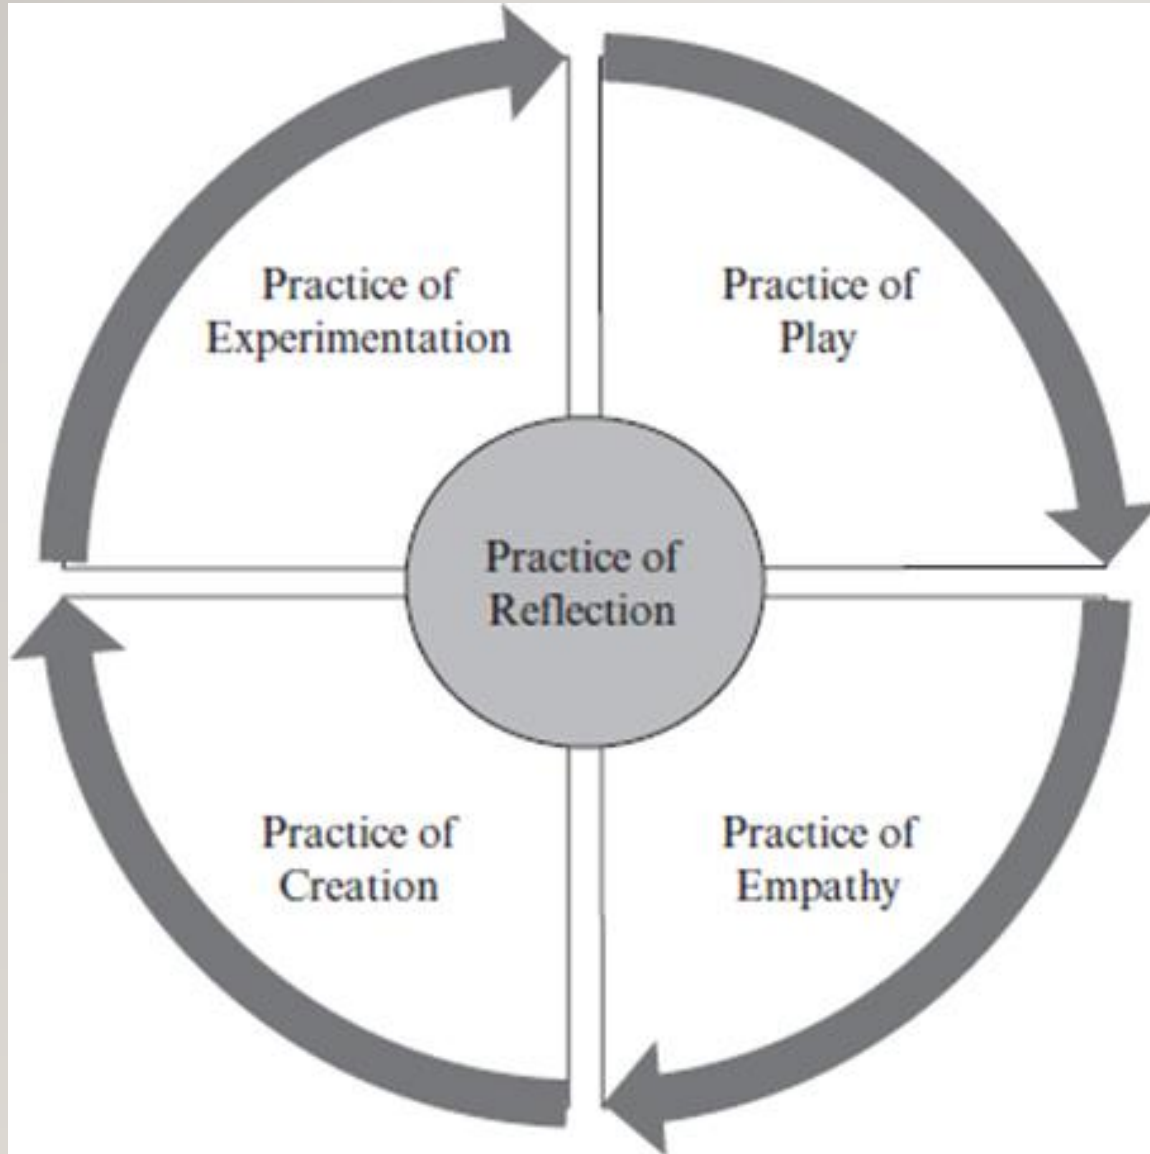 Practice of
Experimentation
Practice of
Play
Practice of
Reflection
Practice of
Creation
Practice of
Empathy